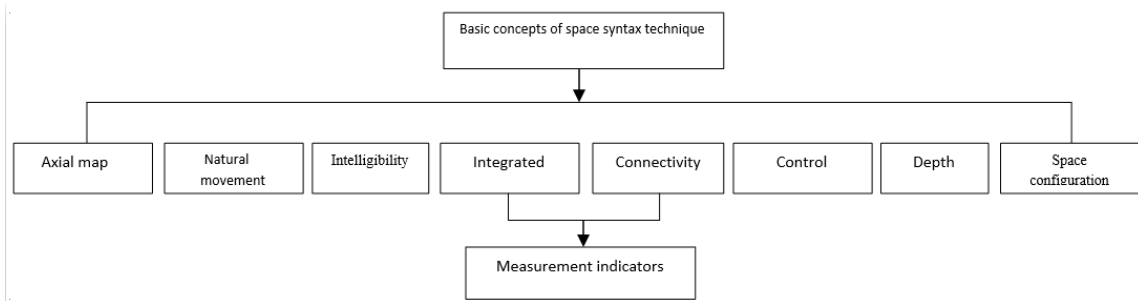 Basic concepts of space syntax technique
Axial map
Natural
movement
Intelligibility
Integrated
Connectivity
Control
Depth
Space
configuration
Measurement indicators